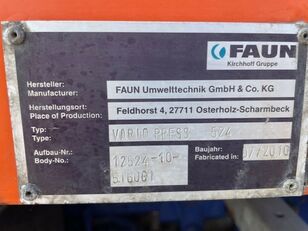 FAUN
Kirchhoff Gruppe
Hersteller: FAUN Umwelttechnik GmbH & Co. KG
Manufacturer:
Herstellungsort: Feldhorst 4, 27711 Osterholz-Scharmbeck
Place of Production:
Typ: VARIO PRESS 524
Type:
Aufbau-Nr.: 12524-10- Baujahr: 07/2010
Body-No.: 516061 Fabricated in: